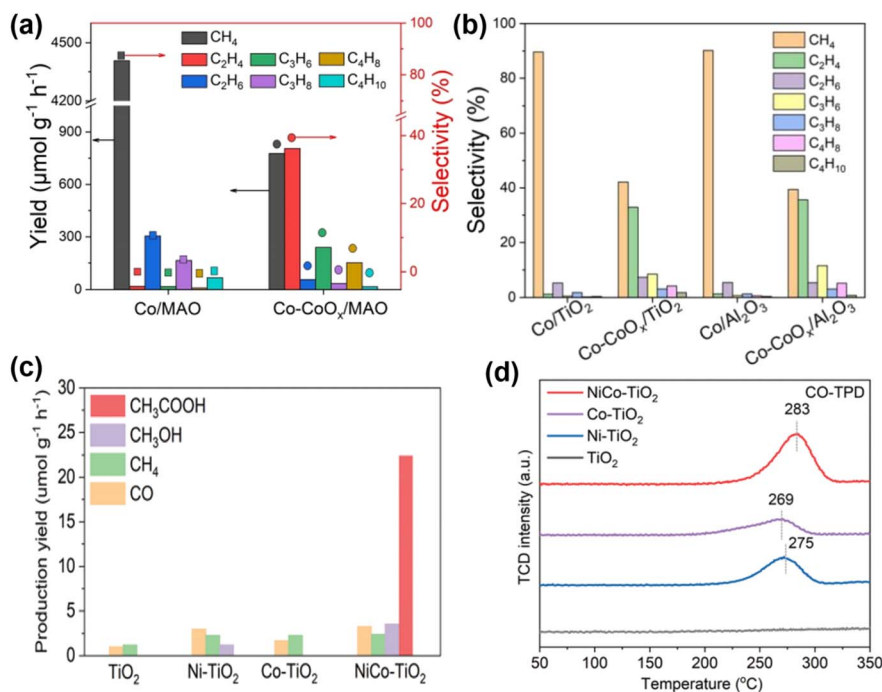 (a)
CH₄
C₂H₄ C₃H₆ C₄H₈
C₂H₆ C₃H₈ C₄H₁₀
Yield (μmol g⁻¹ h⁻¹)
4500
4200
900
600
300
0
Selectivity (%)
100
80
60
40
20
0
Co/MAO Co-CoOₓ/MAO
(b)
Selectivity (%)
100
80
60
40
20
0
CH₄
C₂H₄
C₂H₆
C₃H₆
C₃H₈
C₄H₈
C₄H₁₀
Co/TiO₂ Co-CoOₓ/TiO₂ Co/Al₂O₃ Co-CoOₓ/Al₂O₃
(c)
Production yield (umol g⁻¹ h⁻¹)
30
25
20
15
10
5
0
CH₃COOH
CH₃OH
CH₄
CO
TiO₂ Ni-TiO₂ Co-TiO₂ NiCo-TiO₂
(d)
TCD intensity (a.u.)
NiCo-TiO₂
Co-TiO₂
Ni-TiO₂
TiO₂
CO-TPD
283
269
275
50 100 150 200 250 300 350
Temperature (°C)